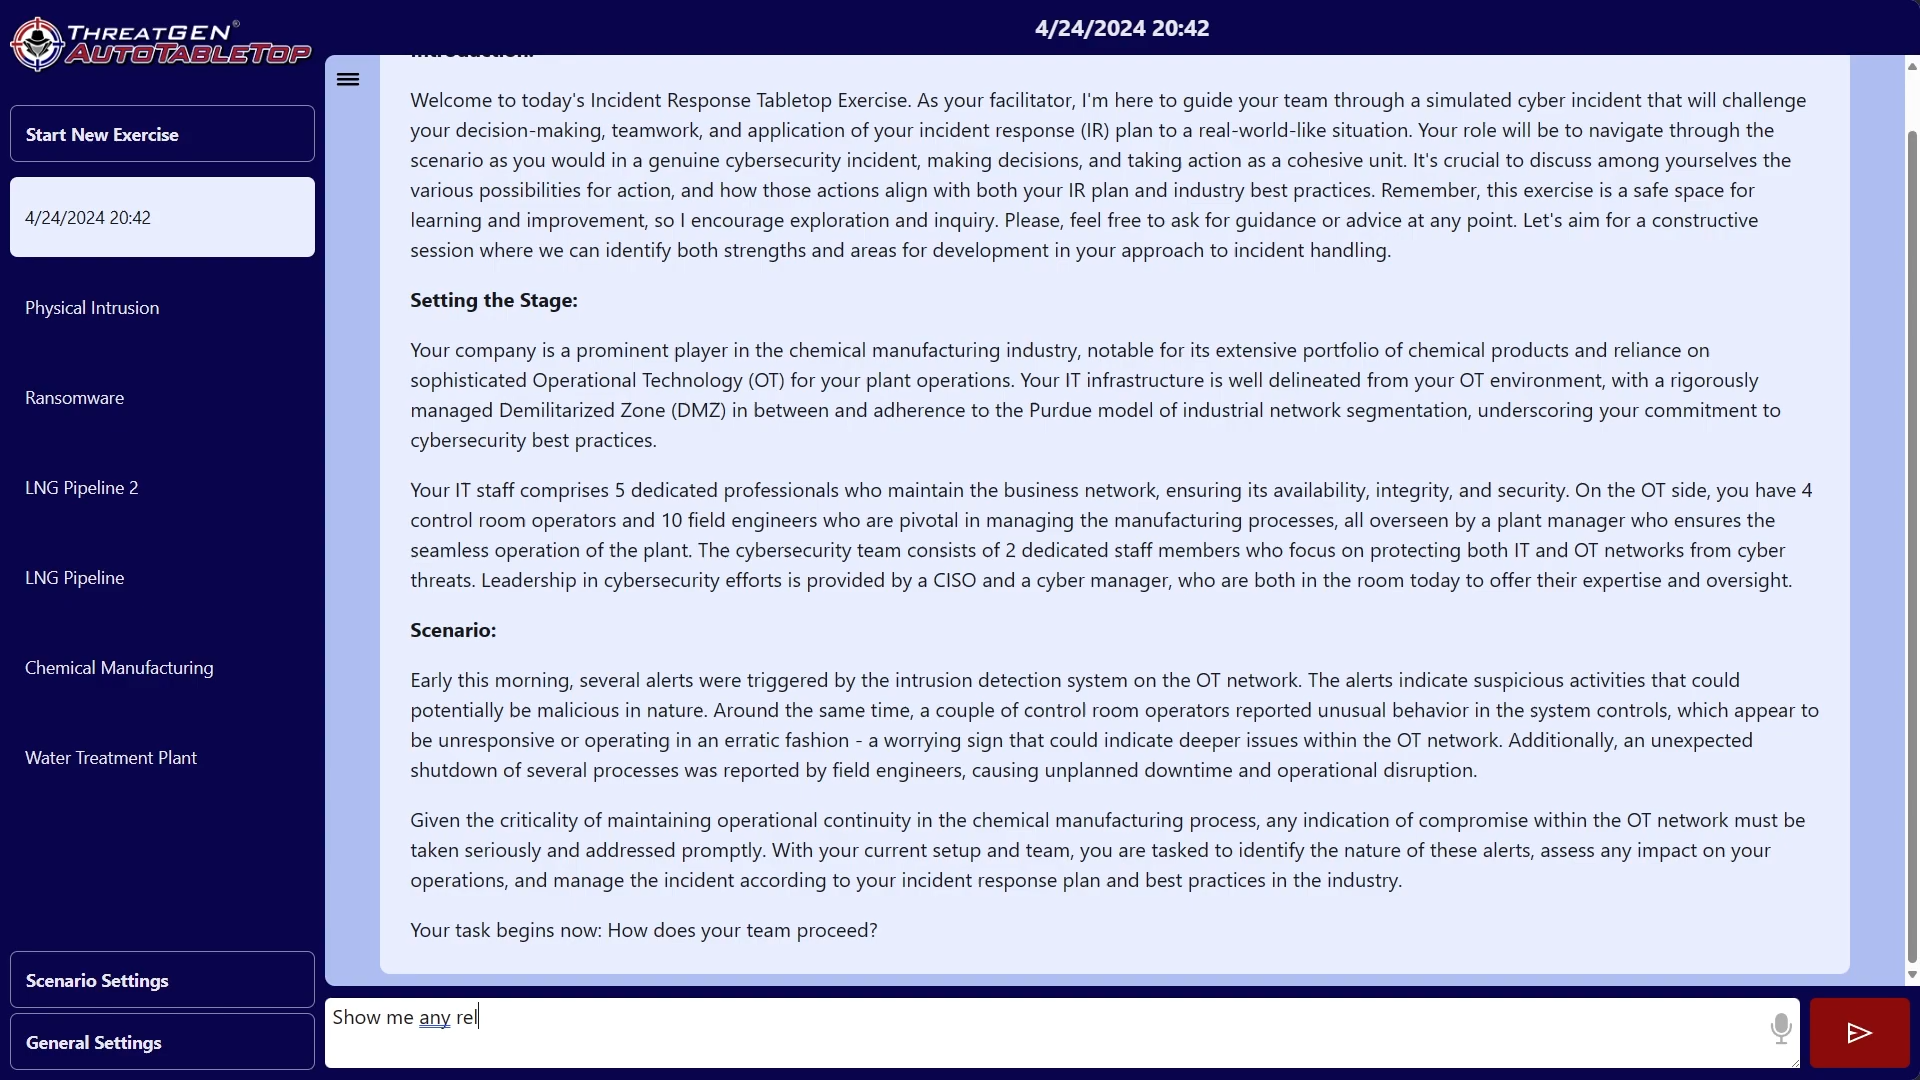 THREATGEN®
AUTOTABLETOP
4/24/2024 20:42
Start New Exercise
4/24/2024 20:42
Physical Intrusion
Ransomware
LNG Pipeline 2
LNG Pipeline
Chemical Manufacturing
Water Treatment Plant
Scenario Settings
General Settings
Introduction:
Welcome to today's Incident Response Tabletop Exercise. As your facilitator, I'm here to guide your team through a simulated cyber incident that will challenge
your decision-making, teamwork, and application of your incident response (IR) plan to a real-world-like situation. Your role will be to navigate through the
scenario as you would in a genuine cybersecurity incident, making decisions, and taking action as a cohesive unit. It's crucial to discuss among yourselves the
various possibilities for action, and how those actions align with both your IR plan and industry best practices. Remember, this exercise is a safe space for
learning and improvement, so I encourage exploration and inquiry. Please, feel free to ask for guidance or advice at any point. Let's aim for a constructive
session where we can identify both strengths and areas for development in your approach to incident handling.
Setting the Stage:
Your company is a prominent player in the chemical manufacturing industry, notable for its extensive portfolio of chemical products and reliance on
sophisticated Operational Technology (OT) for your plant operations. Your IT infrastructure is well delineated from your OT environment, with a rigorously
managed Demilitarized Zone (DMZ) in between and adherence to the Purdue model of industrial network segmentation, underscoring your commitment to
cybersecurity best practices.
Your IT staff comprises 5 dedicated professionals who maintain the business network, ensuring its availability, integrity, and security. On the OT side, you have 4
control room operators and 10 field engineers who are pivotal in managing the manufacturing processes, all overseen by a plant manager who ensures the
seamless operation of the plant. The cybersecurity team consists of 2 dedicated staff members who focus on protecting both IT and OT networks from cyber
threats. Leadership in cybersecurity efforts is provided by a CISO and a cyber manager, who are both in the room today to offer their expertise and oversight.
Scenario:
Early this morning, several alerts were triggered by the intrusion detection system on the OT network. The alerts indicate suspicious activities that could
potentially be malicious in nature. Around the same time, a couple of control room operators reported unusual behavior in the system controls, which appear to
be unresponsive or operating in an erratic fashion - a worrying sign that could indicate deeper issues within the OT network. Additionally, an unexpected
shutdown of several processes was reported by field engineers, causing unplanned downtime and operational disruption.
Given the criticality of maintaining operational continuity in the chemical manufacturing process, any indication of compromise within the OT network must be
taken seriously and addressed promptly. With your current setup and team, you are tasked to identify the nature of these alerts, assess any impact on your
operations, and manage the incident according to your incident response plan and best practices in the industry.
Your task begins now: How does your team proceed?
Show me any rel